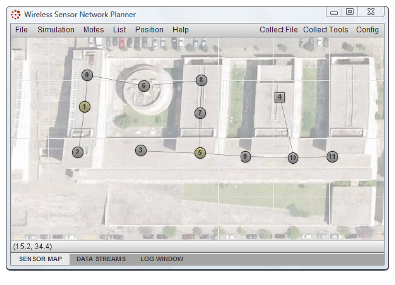 Wireless Sensor Network Planner
File Simulation Motes List Position Help Collect File Collect Tools Config
0 6 8
4
1 7
2 3 5 9 10 11
(15.2, 34.4)
SENSOR MAP DATA STREAMS LOG WINDOW